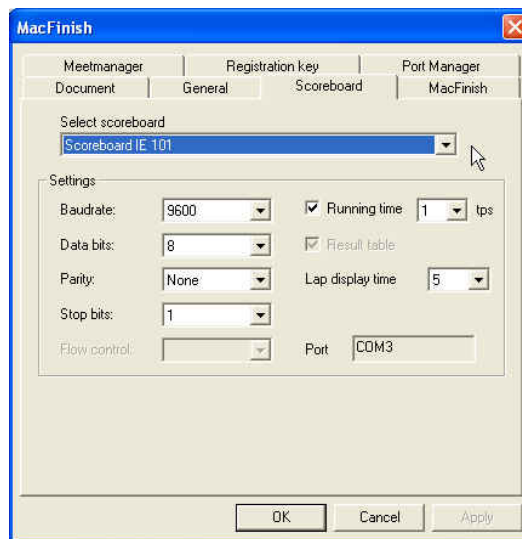 MacFinish
Meetmanager Registration key Port Manager
Document General Scoreboard MacFinish
Select scoreboard
Scoreboard IE 101
Settings
Baudrate: 9600 Running time 1 tps
Data bits: 8 Result table
Parity: None Lap display time 5
Stop bits: 1
Flow control: Port COM3
OK Cancel Apply